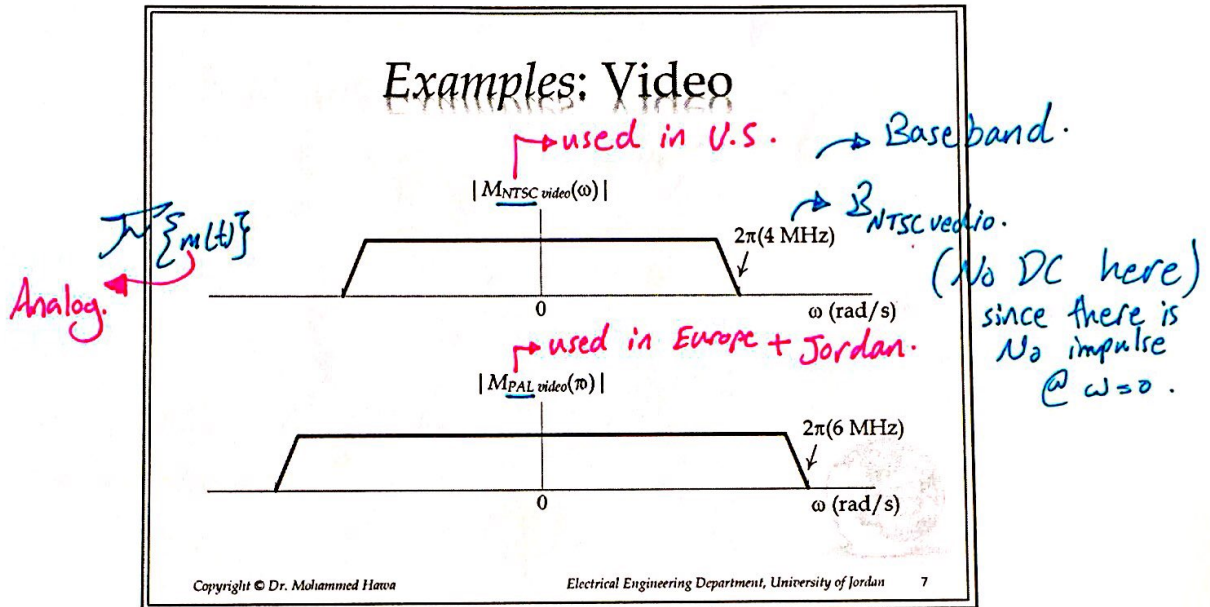 Examples: Video
used in U.S.
Baseband.
|M_NTSC video(ω)|
B_NTSC vedio.
2π(4 MHz)
{m(t)}
(No DC here)
Analog.
since there is
No impulse
@ ω=0.
0
ω (rad/s)
used in Europe + Jordan.
|M_PAL video(ϖ)|
2π(6 MHz)
0
ω (rad/s)
Copyright © Dr. Mohammed Hawa
Electrical Engineering Department, University of Jordan
7